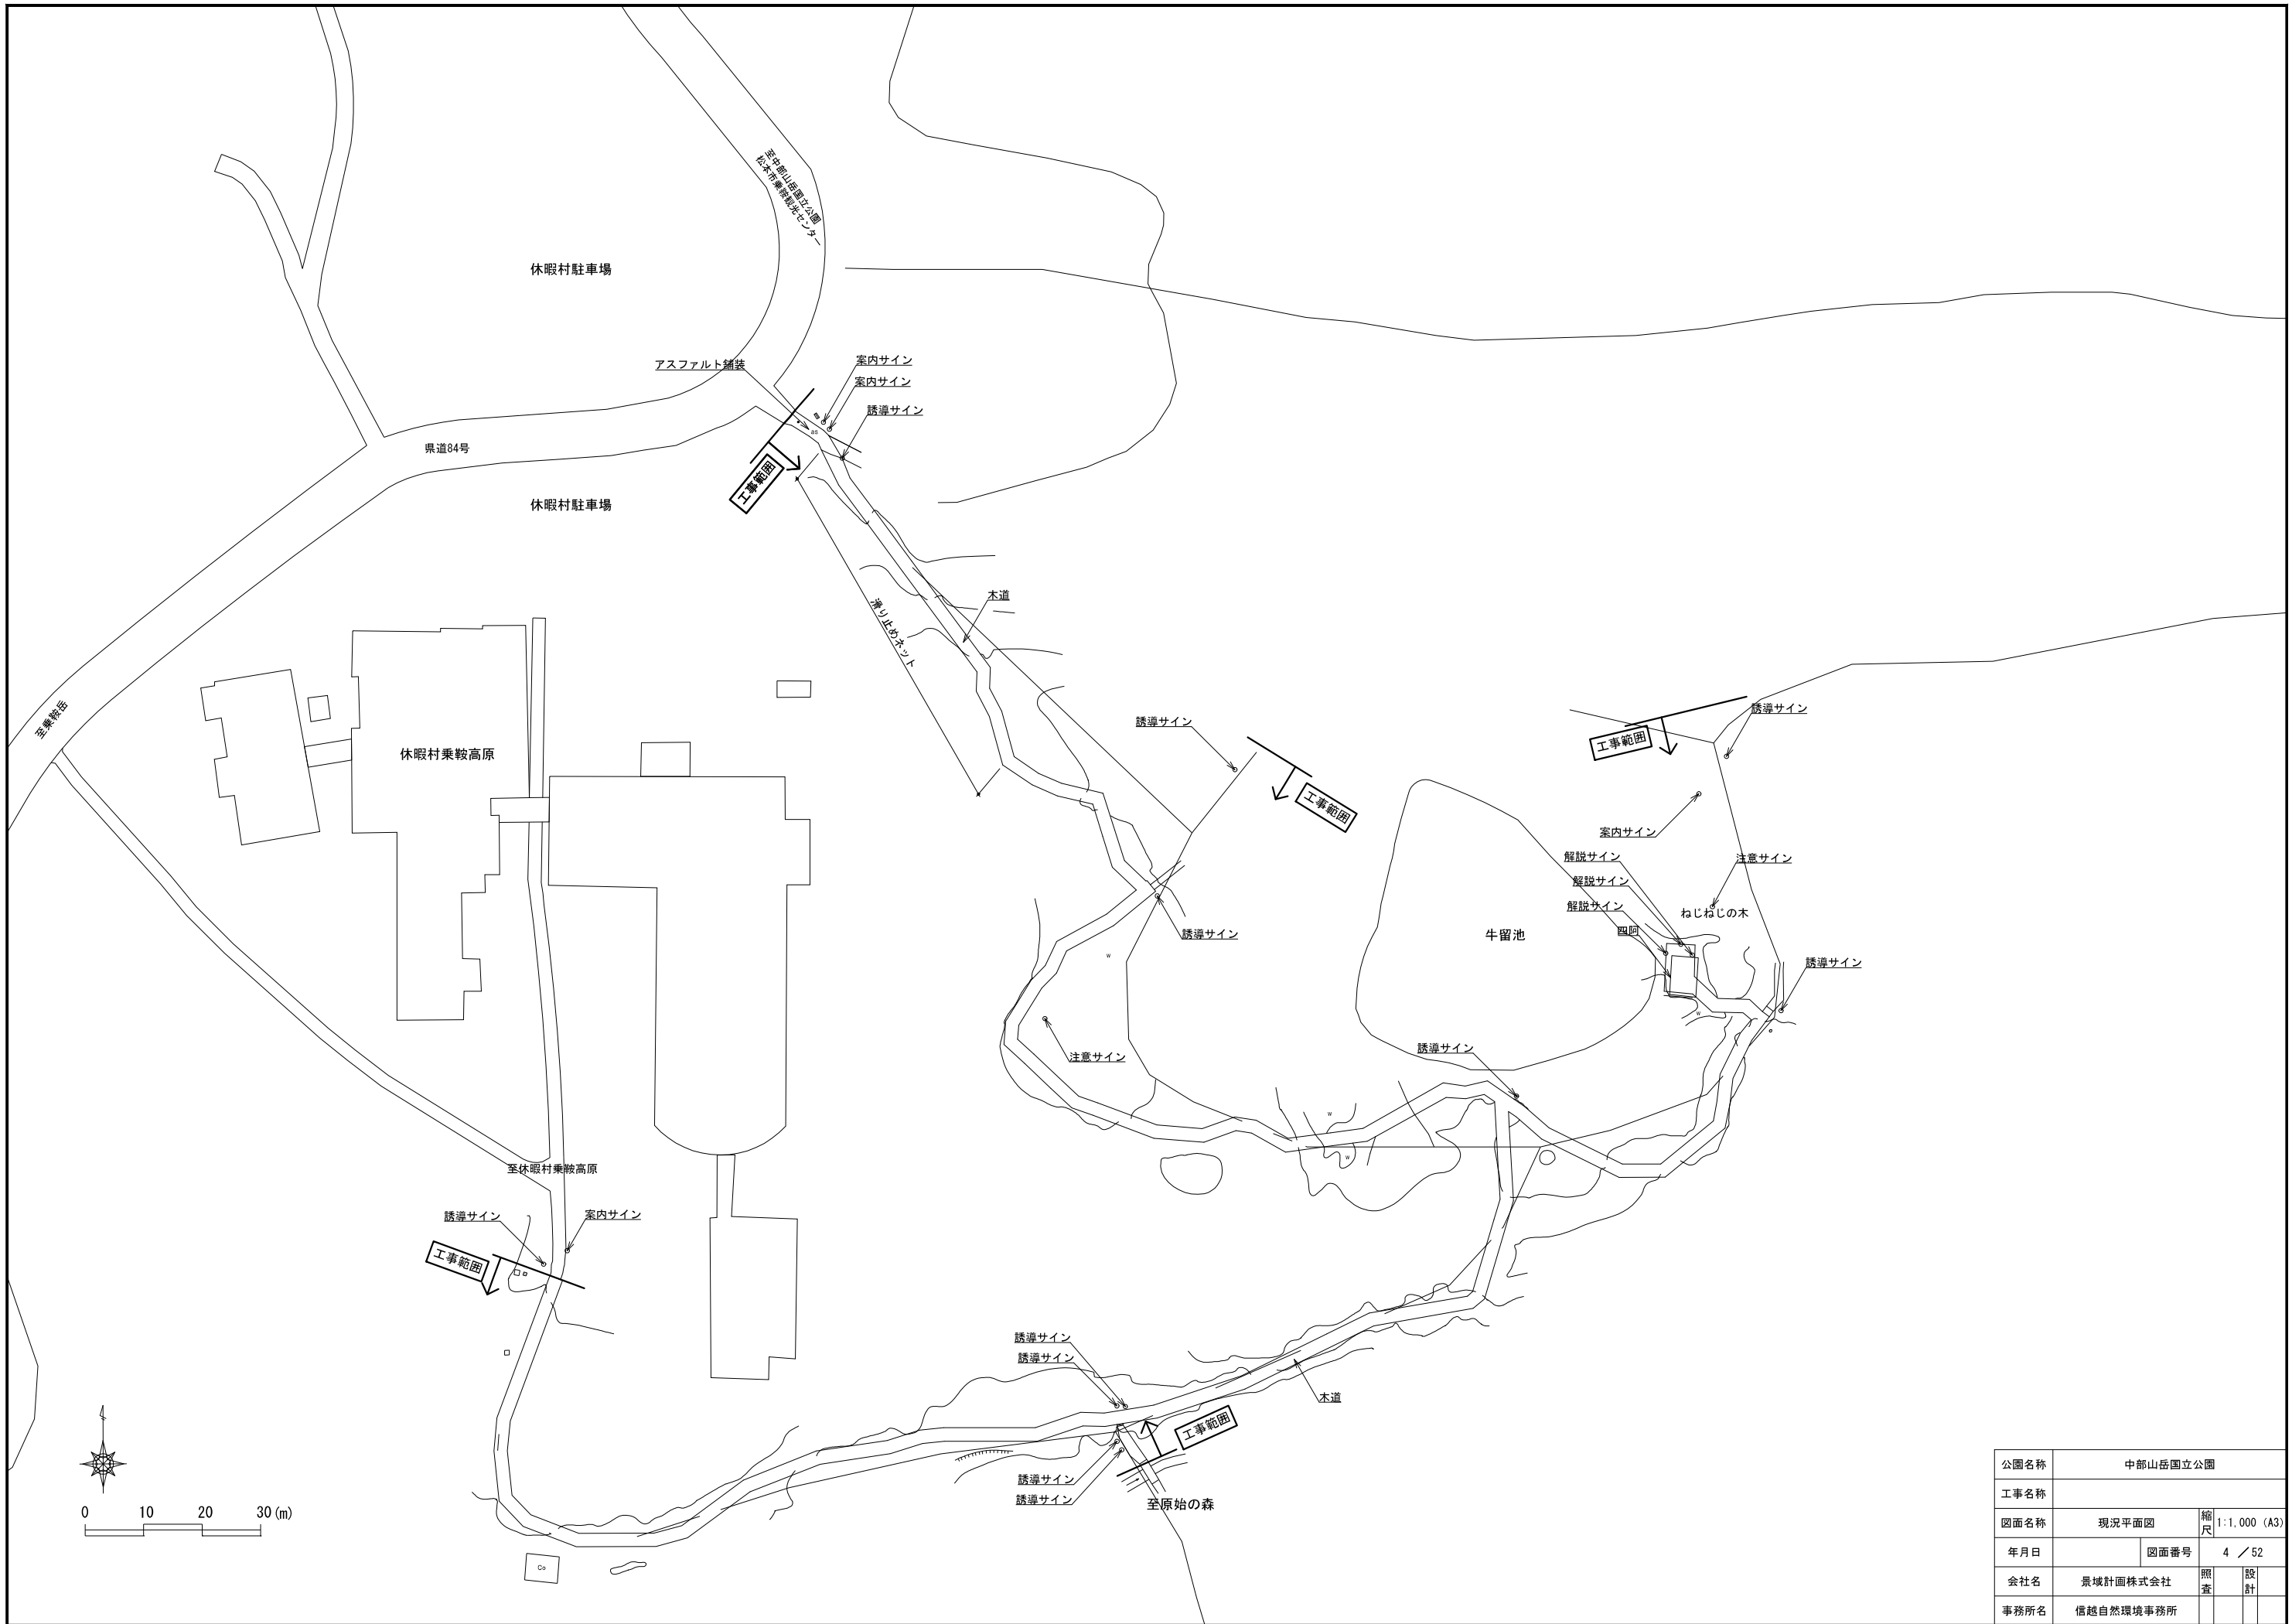 至中部山岳国立公園
松本市乗鞍観光センター
休暇村駐車場
アスファルト舗装
案内サイン
案内サイン
誘導サイン
as
県道84号
工事範囲
休暇村駐車場
木道
滑り止めネット
至乗鞍岳
休暇村乗鞍高原
誘導サイン
工事範囲
誘導サイン
工事範囲
案内サイン
解説サイン
注意サイン
解説サイン
解説サイン
ねじねじの木
四阿
牛留池
誘導サイン
w
誘導サイン
w
注意サイン
誘導サイン
w
w
至休暇村乗鞍高原
誘導サイン
案内サイン
工事範囲
誘導サイン
誘導サイン
木道
工事範囲
誘導サイン
誘導サイン
至原始の森
0 10 20 30(m)
Co
公園名称 中部山岳国立公園
工事名称
図面名称 現況平面図 縮尺 1:1,000 (A3)
年月日 図面番号 4 ／52
会社名 景域計画株式会社 照査 設計
事務所名 信越自然環境事務所